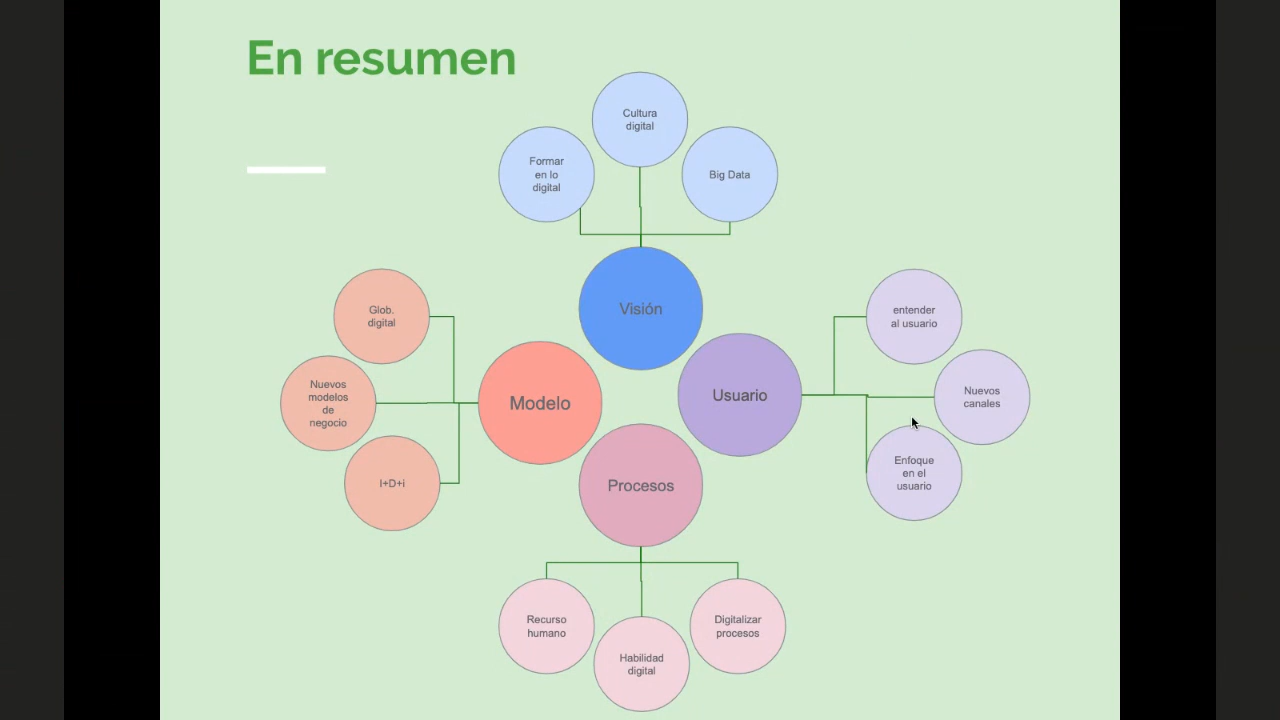 En resumen
Cultura
digital
Formar
en lo
digital
Big Data
Visión
Glob.
digital
Nuevos
modelos
de
negocio
I+D+i
Modelo
Usuario
entender
al usuario
Nuevos
canales
Enfoque
en el
usuario
Procesos
Recurso
humano
Habilidad
digital
Digitalizar
procesos